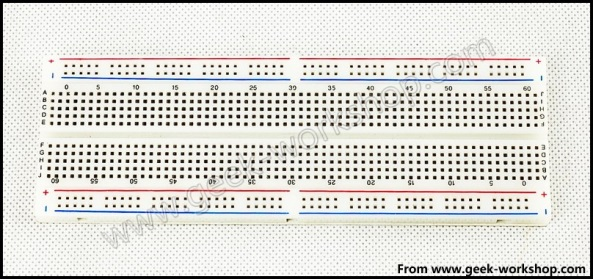 + +
- -
0 5 10 15 20 25 30 35 40 45 50 55 60
A
B
C
D
E
J
I
H
G
F
www.geek-workshop.com
F
G
H
I
J
E
D
C
B
A
60 55 50 45 40 35 30 25 20 15 10 5 0
+ +
- -
From www.geek-workshop.com